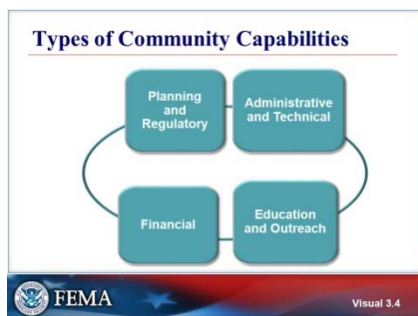 Types of Community Capabilities
Planning
and
Regulatory
Administrative
and Technical
Financial
Education
and Outreach
FEMA
Visual 3.4